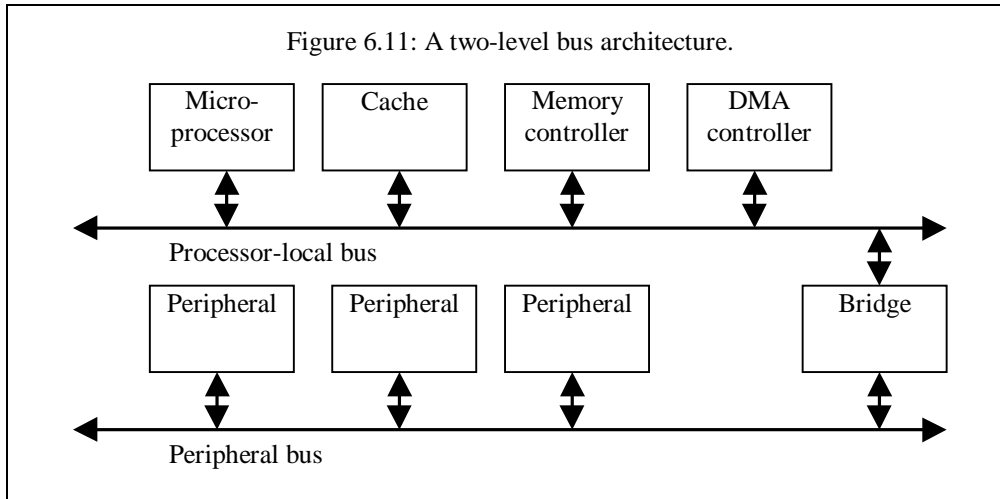 Figure 6.11: A two-level bus architecture.
Micro-
processor
Cache
Memory
controller
DMA
controller
Processor-local bus
Peripheral
Peripheral
Peripheral
Bridge
Peripheral bus